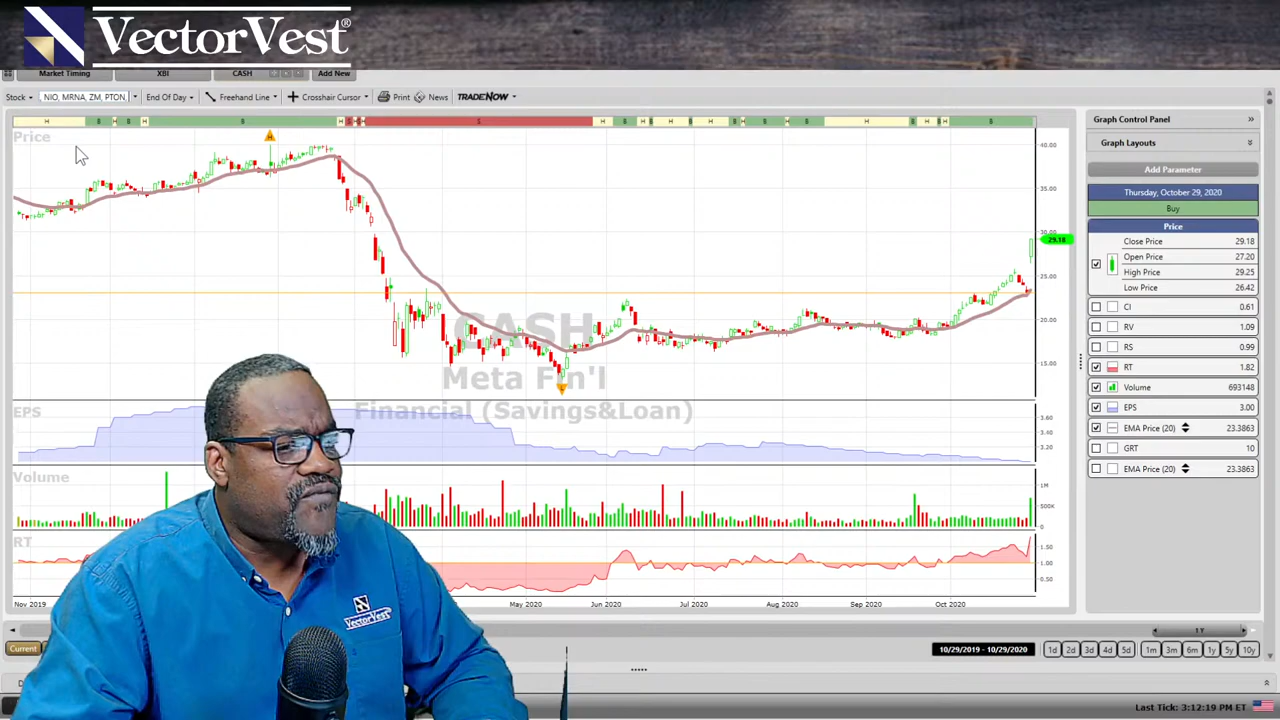 VectorVest®
Market Timing XBI CASH Add New
Stock NIO, MRNA, ZM, PTON, End Of Day Freehand Line Crosshair Cursor Print News TRADENOW
H B H B H B H S H S H B H B H B H B H B H B H B
Price
40.00
35.00
30.00
29.18
25.00
20.00
15.00
CASH
Meta Fin'l
Financial (Savings&Loan)
EPS
3.60
3.40
3.20
Volume
1M
500K
0
RT
1.50
1.00
0.50
Nov 2019 May 2020 Jun 2020 Jul 2020 Aug 2020 Sep 2020 Oct 2020
1Y
Current
10/29/2019 - 10/29/2020 1d 2d 3d 4d 5d 1m 3m 6m 1y 5y 10y
Graph Control Panel
Graph Layouts
Add Parameter
Thursday, October 29, 2020
Buy
Price
Close Price 29.18
Open Price 27.20
High Price 29.25
Low Price 26.42
CI 0.61
RV 1.09
RS 0.99
RT 1.82
Volume 693148
EPS 3.00
EMA Price (20) 23.3863
GRT 10
EMA Price (20) 23.3863
VectorVest
Last Tick: 3:12:19 PM ET